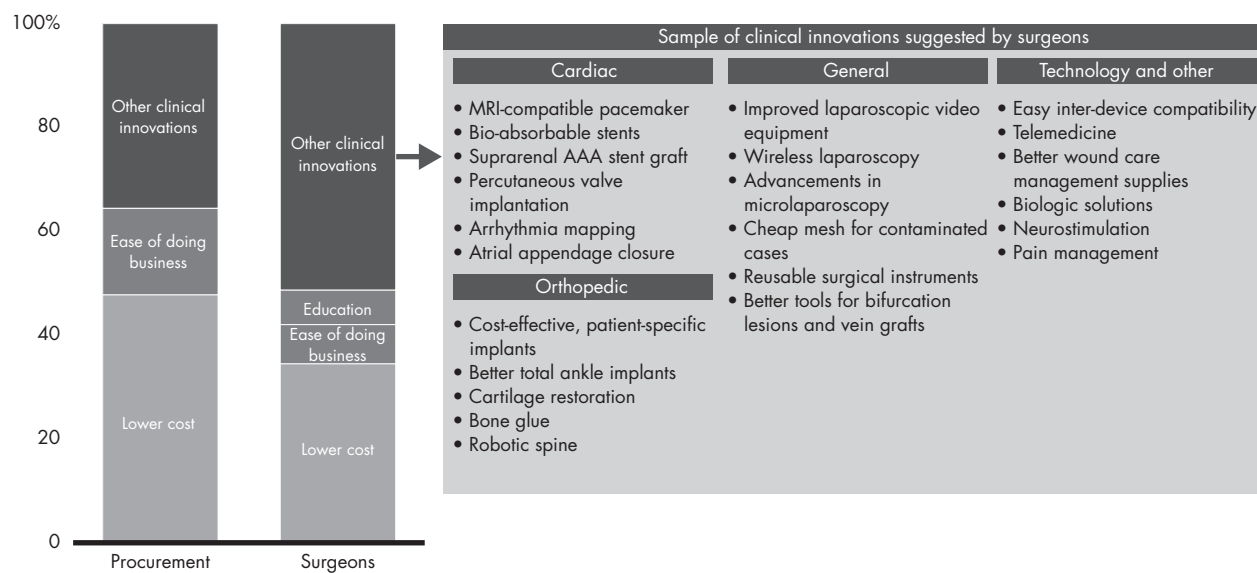 100%
80
60
40
20
0
Other clinical
innovations
Ease of doing
business
Lower cost
Procurement
Other clinical
innovations
Education
Ease of doing
business
Lower cost
Surgeons
Sample of clinical innovations suggested by surgeons
Cardiac
• MRI-compatible pacemaker
• Bio-absorbable stents
• Suprarenal AAA stent graft
• Percutaneous valve
implantation
• Arrhythmia mapping
• Atrial appendage closure
Orthopedic
• Cost-effective, patient-specific
implants
• Better total ankle implants
• Cartilage restoration
• Bone glue
• Robotic spine
General
• Improved laparoscopic video
equipment
• Wireless laparoscopy
• Advancements in
microlaparoscopy
• Cheap mesh for contaminated
cases
• Reusable surgical instruments
• Better tools for bifurcation
lesions and vein grafts
Technology and other
• Easy inter-device compatibility
• Telemedicine
• Better wound care
management supplies
• Biologic solutions
• Neurostimulation
• Pain management